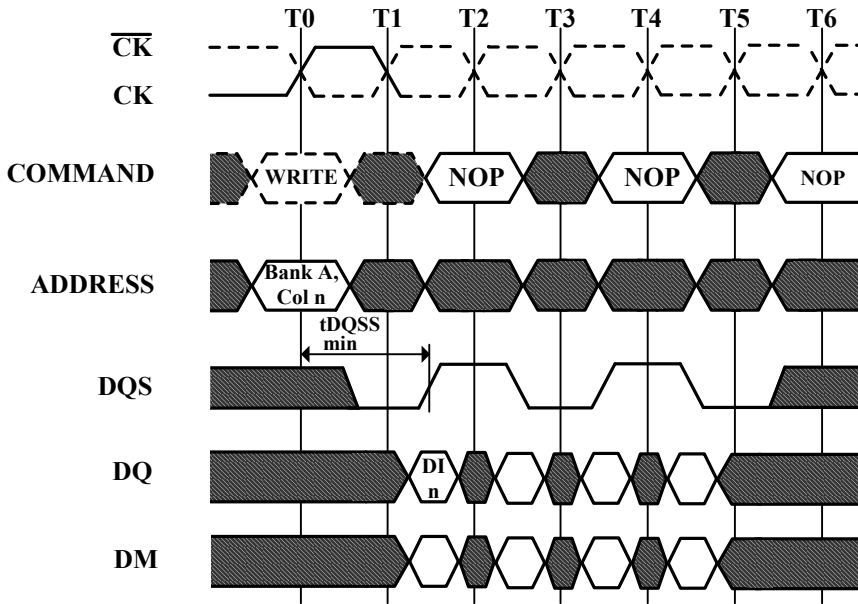 T0 T1 T2 T3 T4 T5 T6
CK
CK
COMMAND
WRITE NOP NOP NOP
ADDRESS
Bank A,
Col n
tDQSS
min
DQS
DQ
DI
n
DM